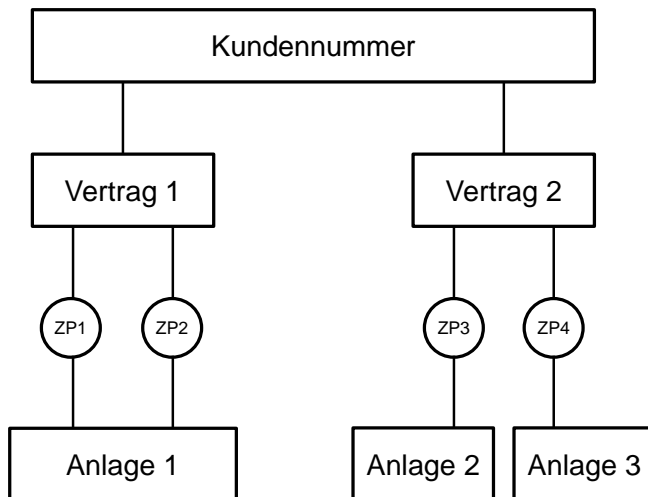 Kundennummer
Vertrag 1
Vertrag 2
ZP1
ZP2
ZP3
ZP4
Anlage 1
Anlage 2
Anlage 3